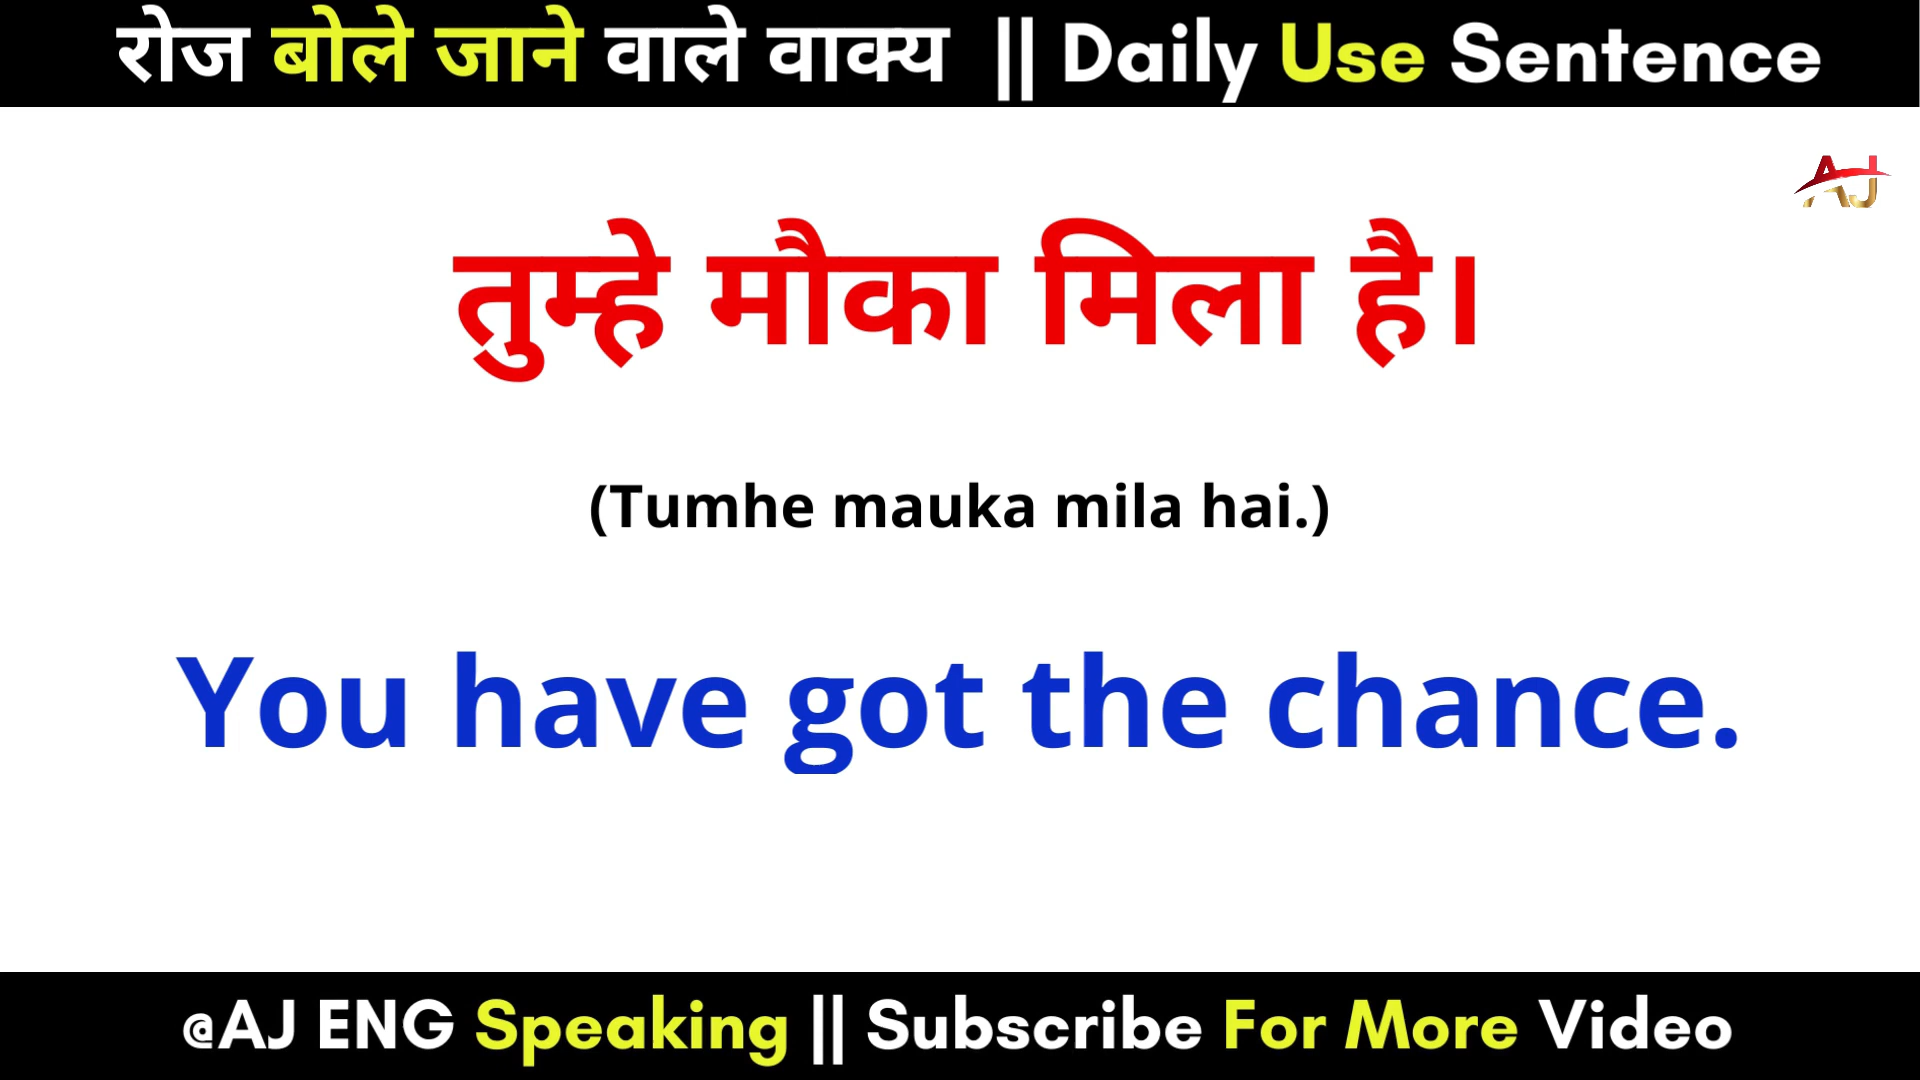 रोज बोले जाने वाले वाक्य || Daily Use Sentence
AJ
तुम्हे मौका मिला है।
(Tumhe mauka mila hai.)
You have got the chance.
@AJ ENG Speaking || Subscribe For More Video